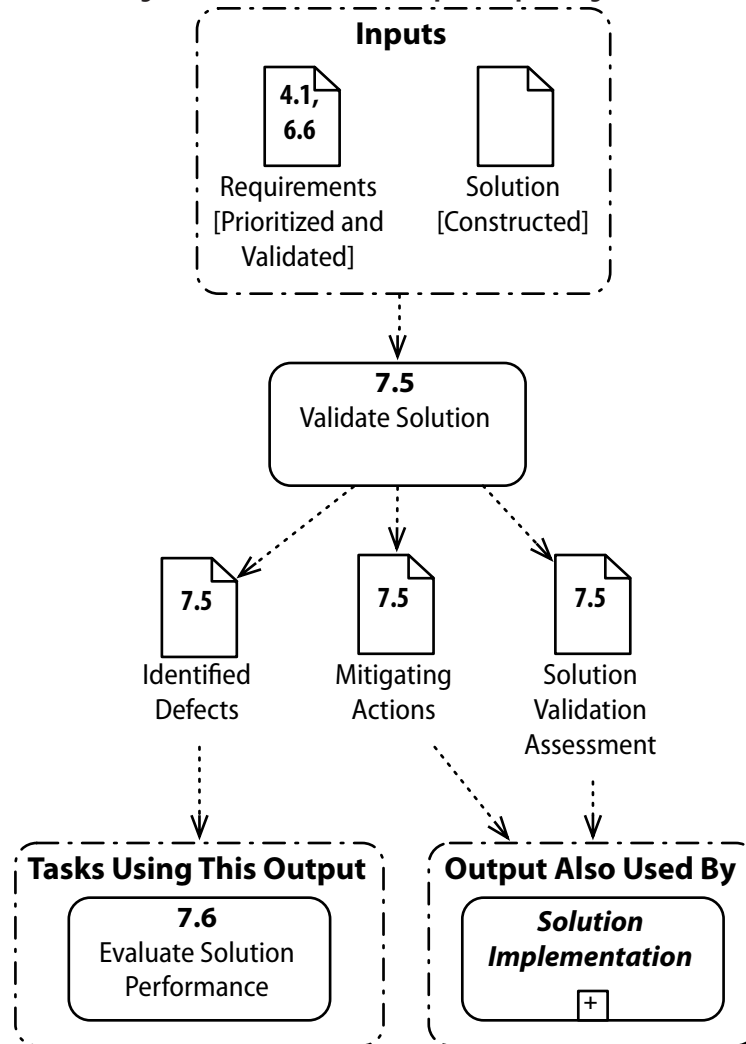 Inputs
4.1,
6.6
Requirements
[Prioritized and
Validated]
Solution
[Constructed]
7.5
Validate Solution
7.5
Identified
Defects
7.5
Mitigating
Actions
7.5
Solution
Validation
Assessment
Tasks Using This Output
7.6
Evaluate Solution
Performance
Output Also Used By
Solution
Implementation
+